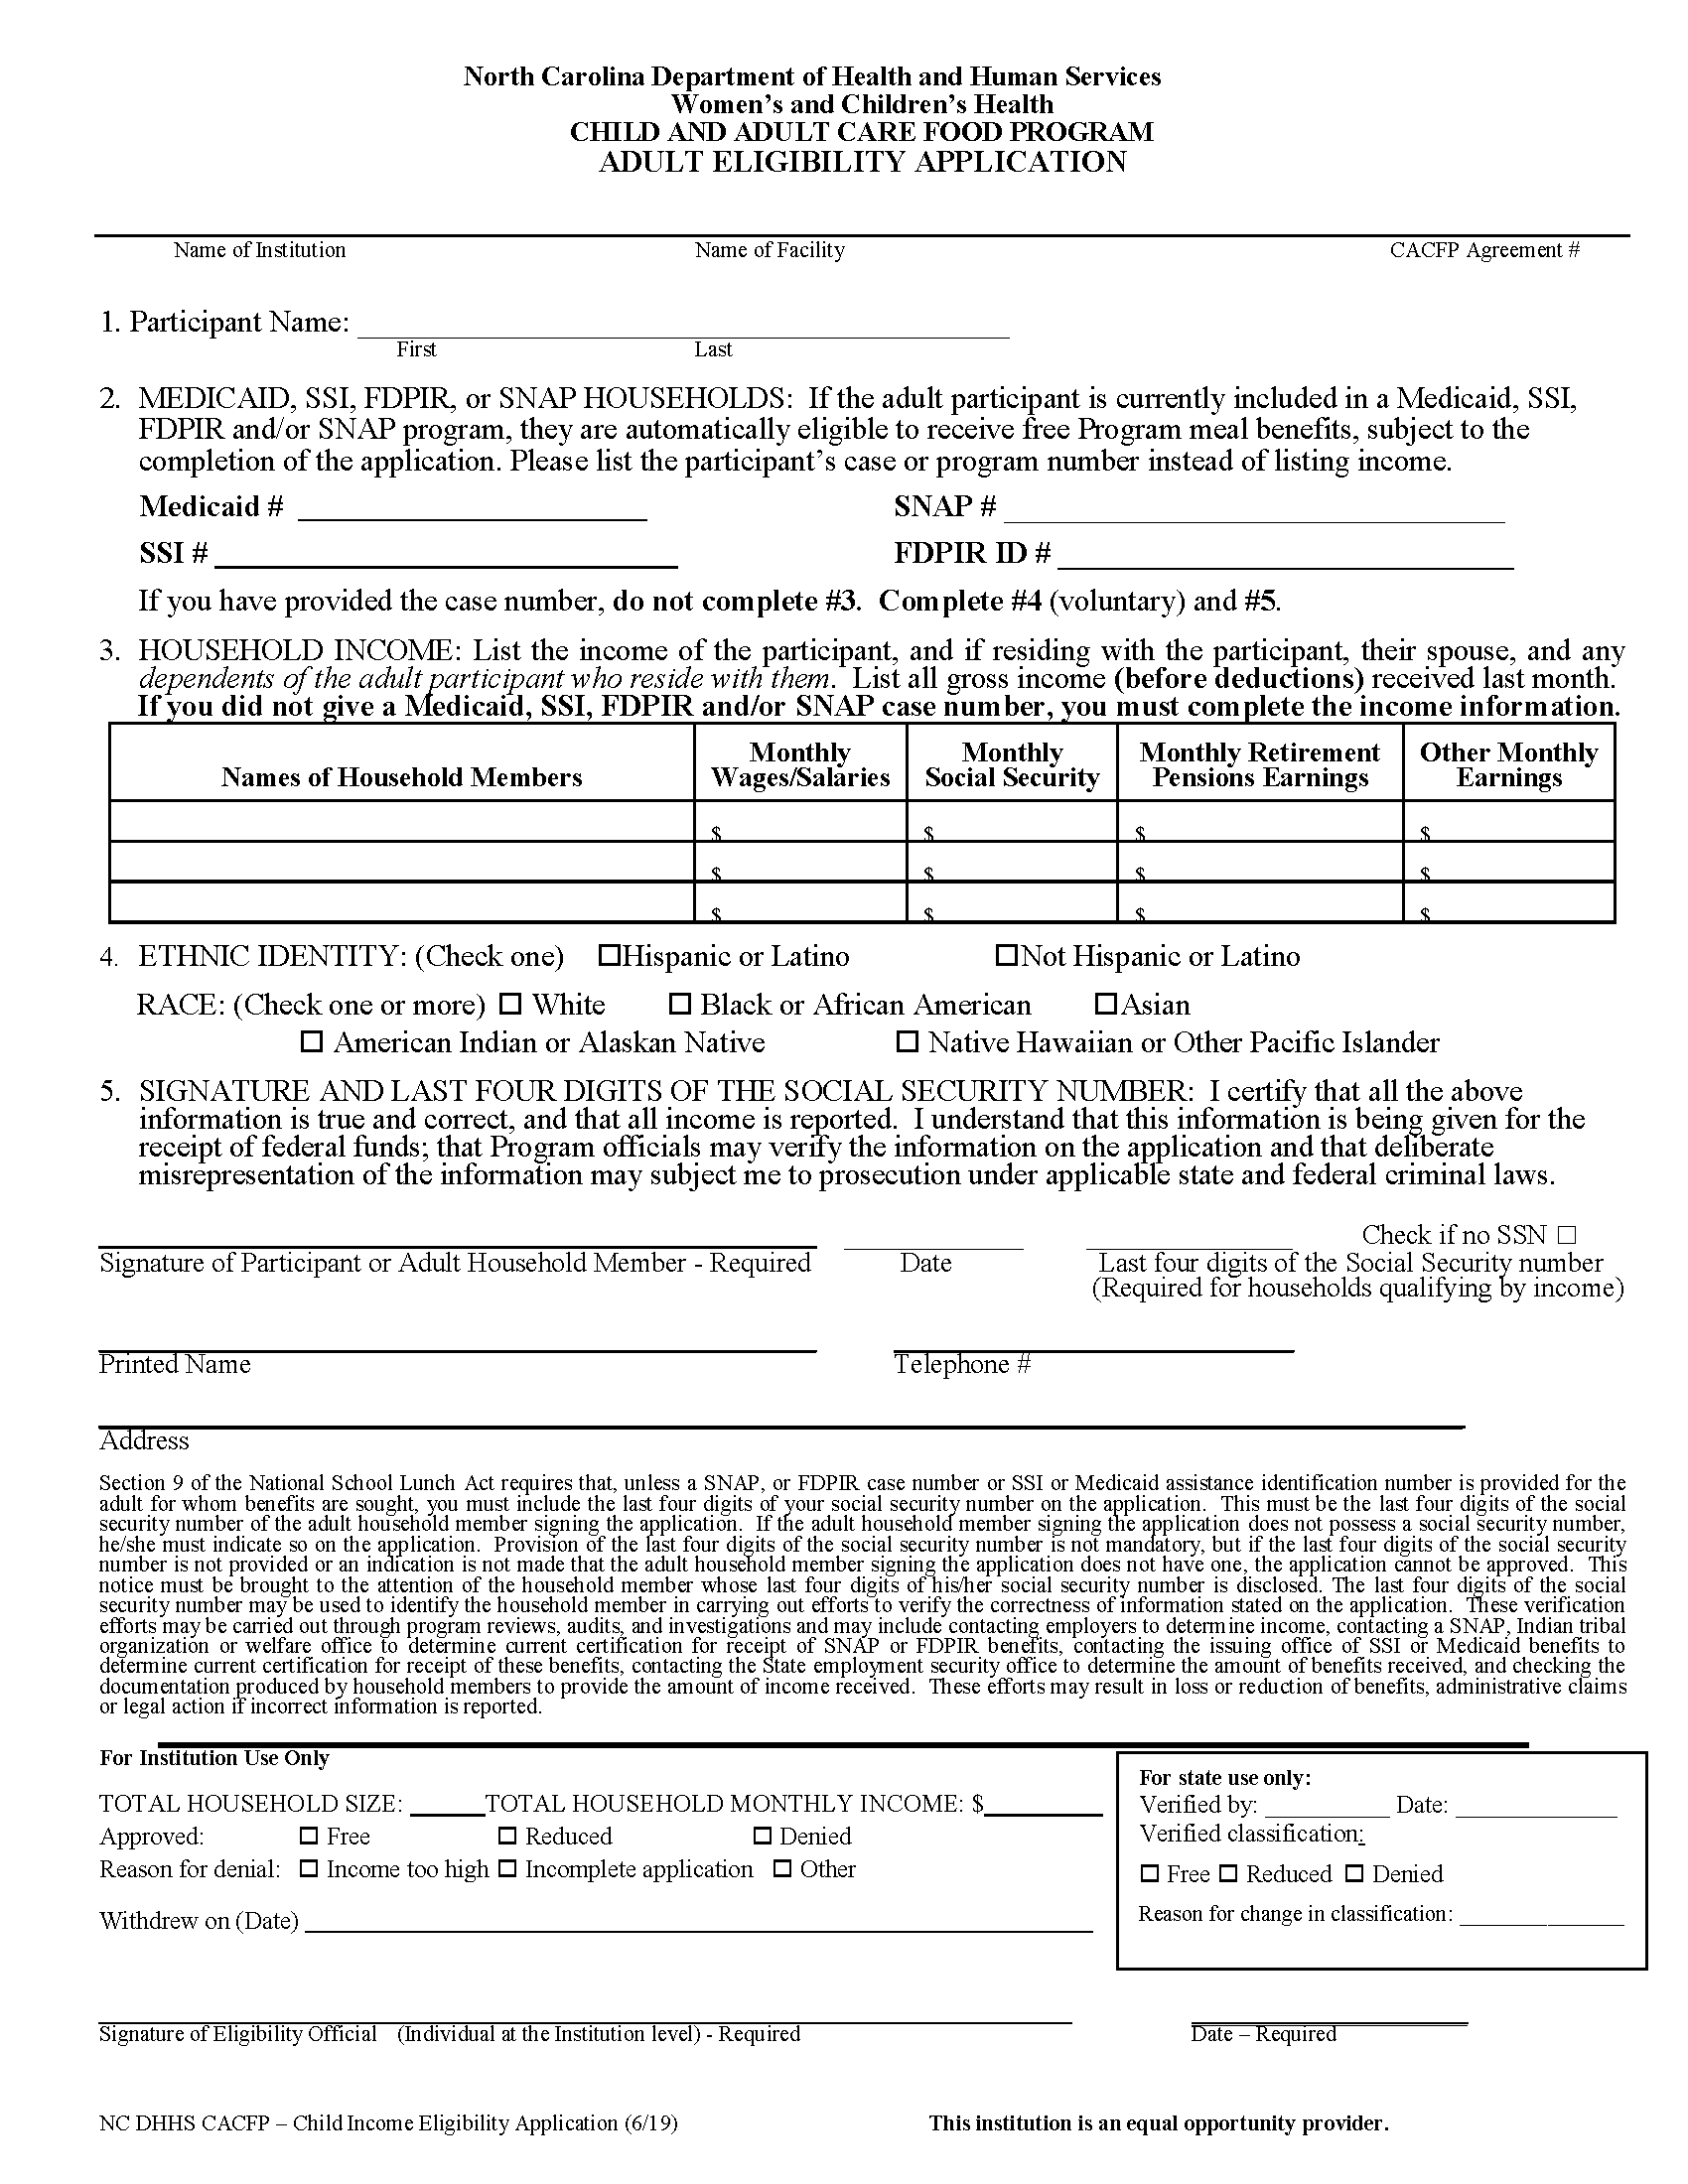 North Carolina Department of Health and Human Services
Women's and Children's Health
CHILD AND ADULT CARE FOOD PROGRAM
ADULT ELIGIBILITY APPLICATION
Name of Institution Name of Facility CACFP Agreement #
1. Participant Name: ____
First Last
2. MEDICAID, SSI, FDPIR, or SNAP HOUSEHOLDS: If the adult participant is currently included in a Medicaid, SSI,
FDPIR and/or SNAP program, they are automatically eligible to receive free Program meal benefits, subject to the
completion of the application. Please list the participant's case or program number instead of listing income.
Medicaid # ____ SNAP # ____
SSI # ____ FDPIR ID # ____
If you have provided the case number, do not complete #3. Complete #4 (voluntary) and #5.
3. HOUSEHOLD INCOME: List the income of the participant, and if residing with the participant, their spouse, and any
dependents of the adult participant who reside with them. List all gross income (before deductions) received last month.
If you did not give a Medicaid, SSI, FDPIR and/or SNAP case number, you must complete the income information.
Names of Household Members Monthly Wages/Salaries Monthly Social Security Monthly Retirement Pensions Earnings Other Monthly Earnings
$ $ $ $
$ $ $ $
$ $ $ $
4. ETHNIC IDENTITY: (Check one) ☐Hispanic or Latino ☐Not Hispanic or Latino
RACE: (Check one or more) ☐ White ☐ Black or African American ☐Asian
☐ American Indian or Alaskan Native ☐ Native Hawaiian or Other Pacific Islander
5. SIGNATURE AND LAST FOUR DIGITS OF THE SOCIAL SECURITY NUMBER: I certify that all the above
information is true and correct, and that all income is reported. I understand that this information is being given for the
receipt of federal funds; that Program officials may verify the information on the application and that deliberate
misrepresentation of the information may subject me to prosecution under applicable state and federal criminal laws.
Check if no SSN ☐
Signature of Participant or Adult Household Member - Required Date Last four digits of the Social Security number
(Required for households qualifying by income)
Printed Name Telephone #
Address
Section 9 of the National School Lunch Act requires that, unless a SNAP, or FDPIR case number or SSI or Medicaid assistance identification number is provided for the
adult for whom benefits are sought, you must include the last four digits of your social security number on the application. This must be the last four digits of the social
security number of the adult household member signing the application. If the adult household member signing the application does not possess a social security number,
he/she must indicate so on the application. Provision of the last four digits of the social security number is not mandatory, but if the last four digits of the social security
number is not provided or an indication is not made that the adult household member signing the application does not have one, the application cannot be approved. This
notice must be brought to the attention of the household member whose last four digits of his/her social security number is disclosed. The last four digits of the social
security number may be used to identify the household member in carrying out efforts to verify the correctness of information stated on the application. These verification
efforts may be carried out through program reviews, audits, and investigations and may include contacting employers to determine income, contacting a SNAP, Indian tribal
organization or welfare office to determine current certification for receipt of SNAP or FDPIR benefits, contacting the issuing office of SSI or Medicaid benefits to
determine current certification for receipt of these benefits, contacting the State employment security office to determine the amount of benefits received, and checking the
documentation produced by household members to provide the amount of income received. These efforts may result in loss or reduction of benefits, administrative claims
or legal action if incorrect information is reported.
For Institution Use Only
TOTAL HOUSEHOLD SIZE: ____TOTAL HOUSEHOLD MONTHLY INCOME: $____
Approved: ☐ Free ☐ Reduced ☐ Denied
Reason for denial: ☐ Income too high ☐ Incomplete application ☐ Other
Withdrew on (Date) ____
For state use only:
Verified by: ____ Date: ____
Verified classification:
☐ Free ☐ Reduced ☐ Denied
Reason for change in classification: ____
Signature of Eligibility Official (Individual at the Institution level) - Required Date – Required
NC DHHS CACFP – Child Income Eligibility Application (6/19) This institution is an equal opportunity provider.